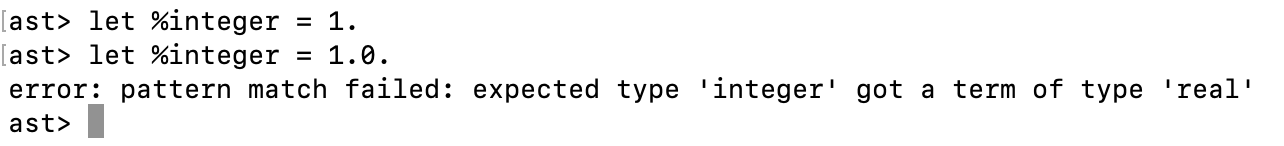 [ast> let %integer = 1.
[ast> let %integer = 1.0.
error: pattern match failed: expected type 'integer' got a term of type 'real'
ast>